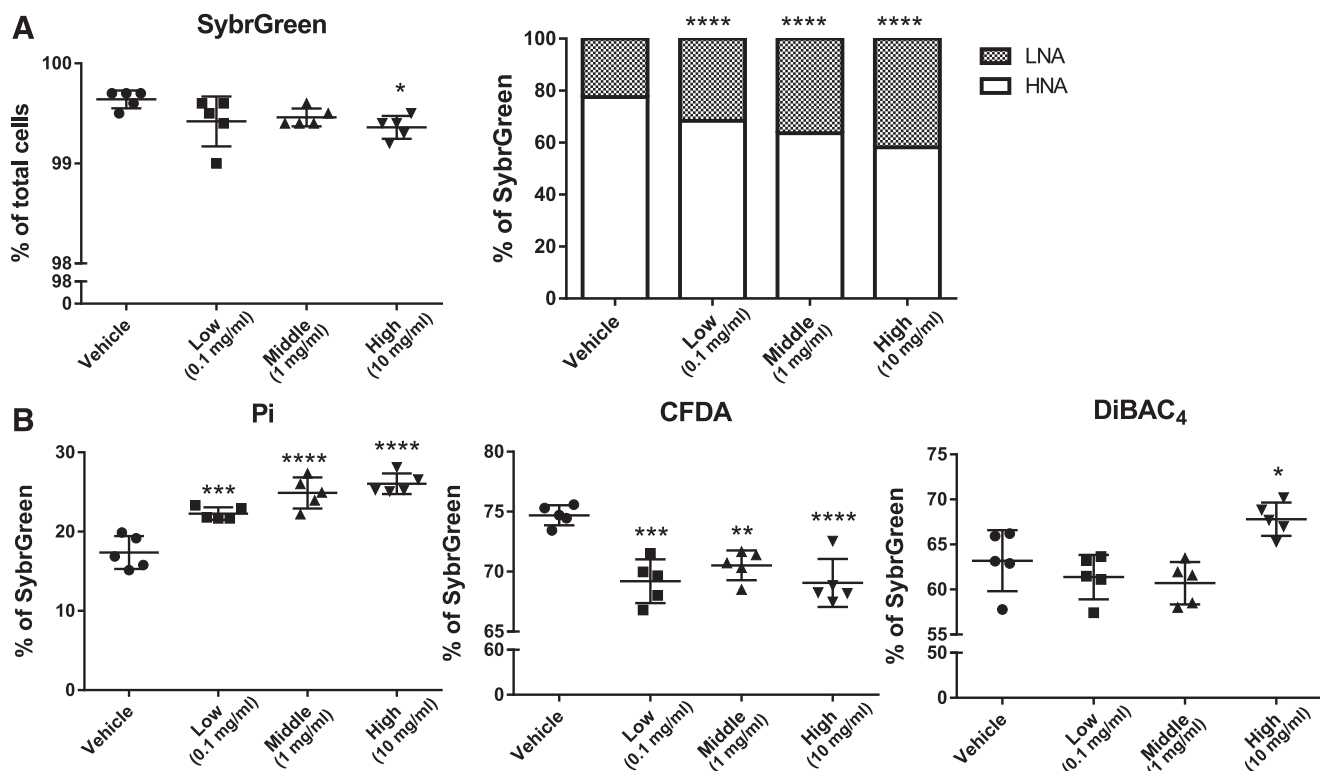 A
SybrGreen
% of total cells
100
99
98
98
0
*
Vehicle
Low
(0.1 mg/ml)
Middle
(1 mg/ml)
High
(10 mg/ml)
% of SybrGreen
100
80
60
40
20
0
**** **** ****
Vehicle
Low
(0.1 mg/ml)
Middle
(1 mg/ml)
High
(10 mg/ml)
LNA
HNA
B
Pi
% of SybrGreen
30
20
10
0
*** **** ****
Vehicle
Low
(0.1 mg/ml)
Middle
(1 mg/ml)
High
(10 mg/ml)
CFDA
% of SybrGreen
80
75
70
65
60
0
*** ** ****
Vehicle
Low
(0.1 mg/ml)
Middle
(1 mg/ml)
High
(10 mg/ml)
DiBAC₄
% of SybrGreen
75
70
65
60
55
50
0
*
Vehicle
Low
(0.1 mg/ml)
Middle
(1 mg/ml)
High
(10 mg/ml)